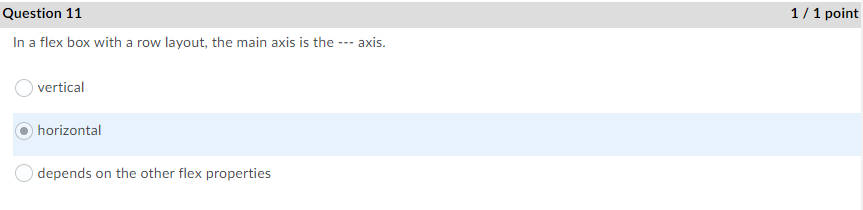 Question 11
1 / 1 point
In a flex box with a row layout, the main axis is the --- axis.
vertical
horizontal
depends on the other flex properties